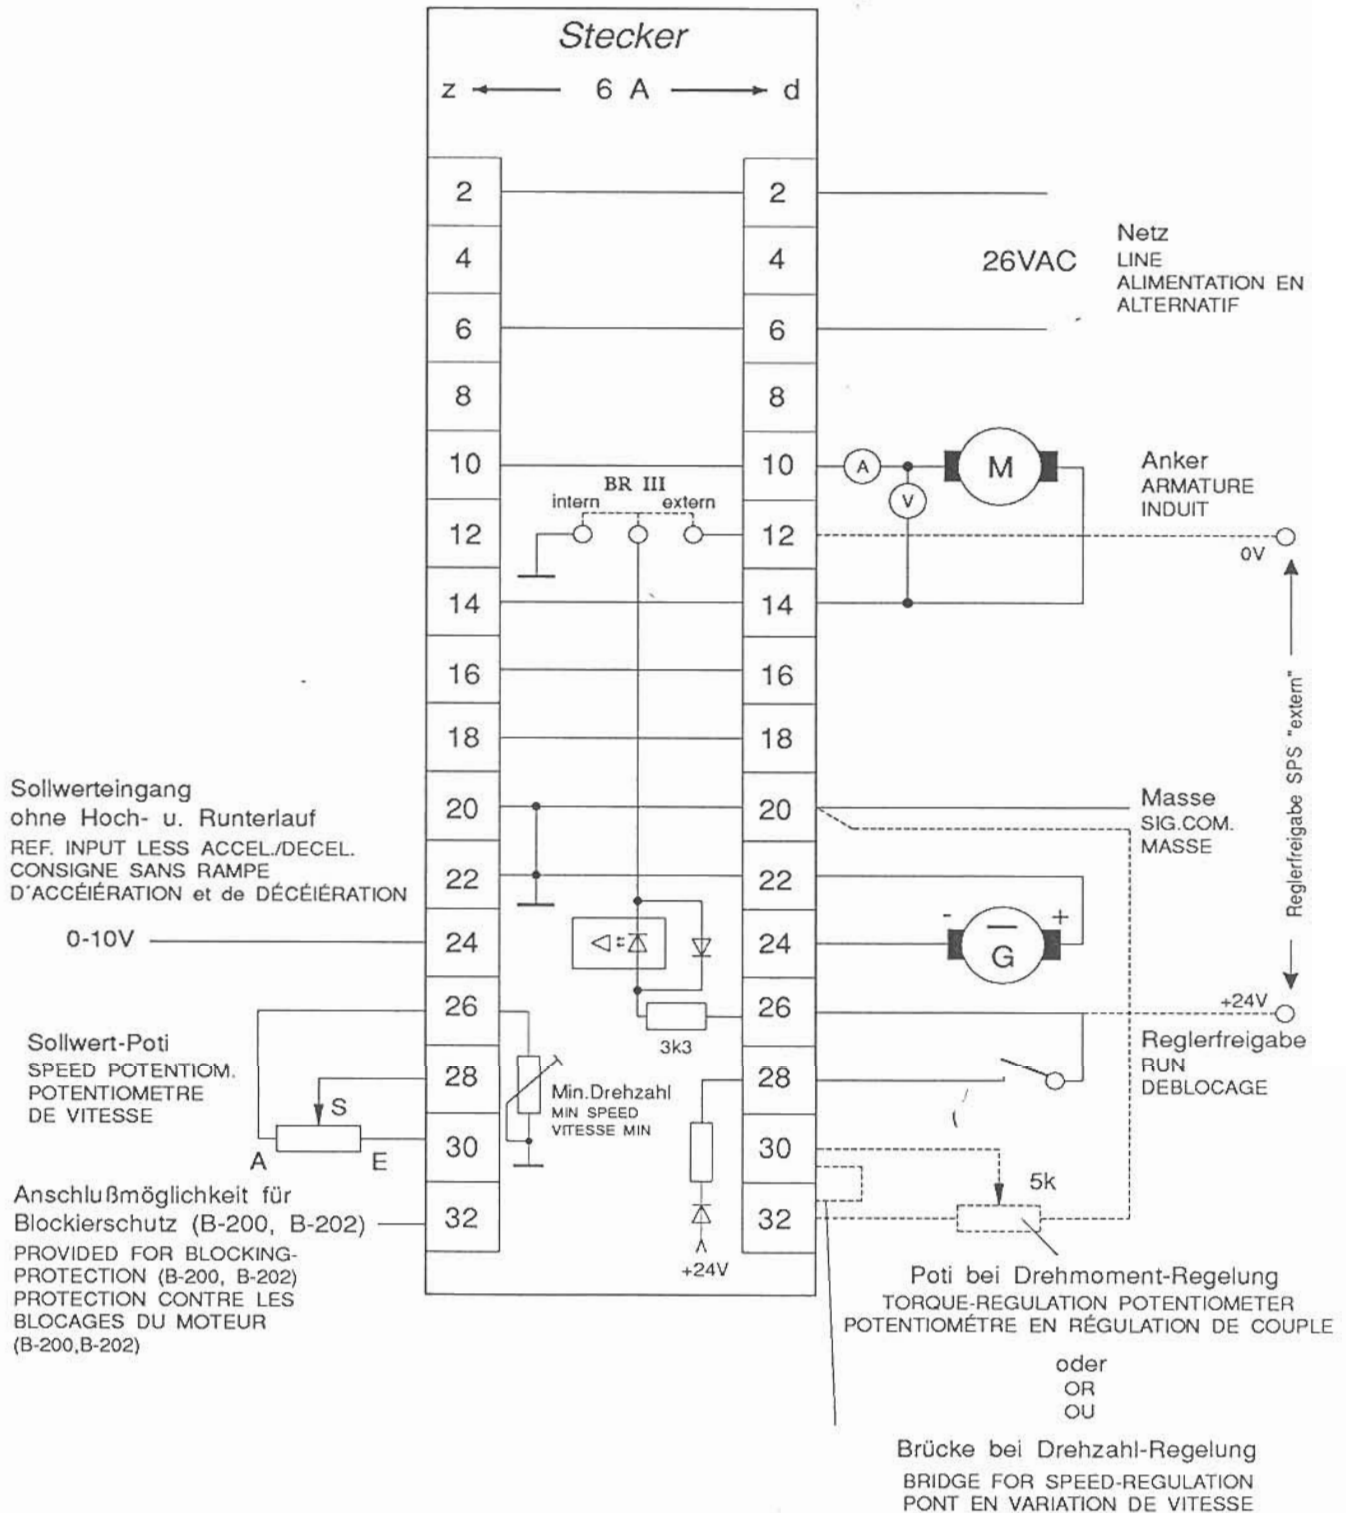 Stecker
z 6 A d
2 2
4 4
6 6
8 8
10 10
12 12
14 14
16 16
18 18
20 20
22 22
24 24
26 26
28 28
30 30
32 32
26VAC
Netz
LINE
ALIMENTATION EN
ALTERNATIF
A
V
M
Anker
ARMATURE
INDUIT
BR III
intern extern
0V
Reglerfreigabe SPS "extern"
+24V
Sollwerteingang
ohne Hoch- u. Runterlauf
REF. INPUT LESS ACCEL./DECEL.
CONSIGNE SANS RAMPE
D'ACCÉIÉRATION et de DÉCÉIÉRATION
0-10V
Masse
SIG.COM.
MASSE
- +
G
3k3
Sollwert-Poti
SPEED POTENTIOM.
POTENTIOMETRE
DE VITESSE
S
A E
Min.Drehzahl
MIN SPEED
VITESSE MIN
+24V
Reglerfreigabe
RUN
DEBLOCAGE
5k
Anschlußmöglichkeit für
Blockierschutz (B-200, B-202)
PROVIDED FOR BLOCKING-
PROTECTION (B-200, B-202)
PROTECTION CONTRE LES
BLOCAGES DU MOTEUR
(B-200,B-202)
Poti bei Drehmoment-Regelung
TORQUE-REGULATION POTENTIOMETER
POTENTIOMÉTRE EN RÉGULATION DE COUPLE
oder
OR
OU
Brücke bei Drehzahl-Regelung
BRIDGE FOR SPEED-REGULATION
PONT EN VARIATION DE VITESSE